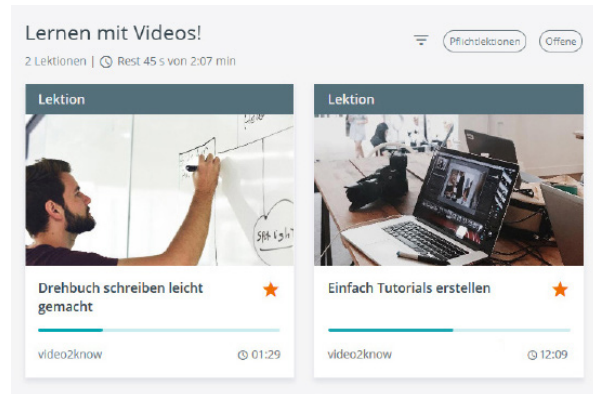 Lernen mit Videos!
Pflichtlektionen
Offene
2 Lektionen | Rest 45 s von 2:07 min
Lektion
Lektion
Drehbuch schreiben leicht
gemacht
Einfach Tutorials erstellen
video2know
01:29
video2know
12:09